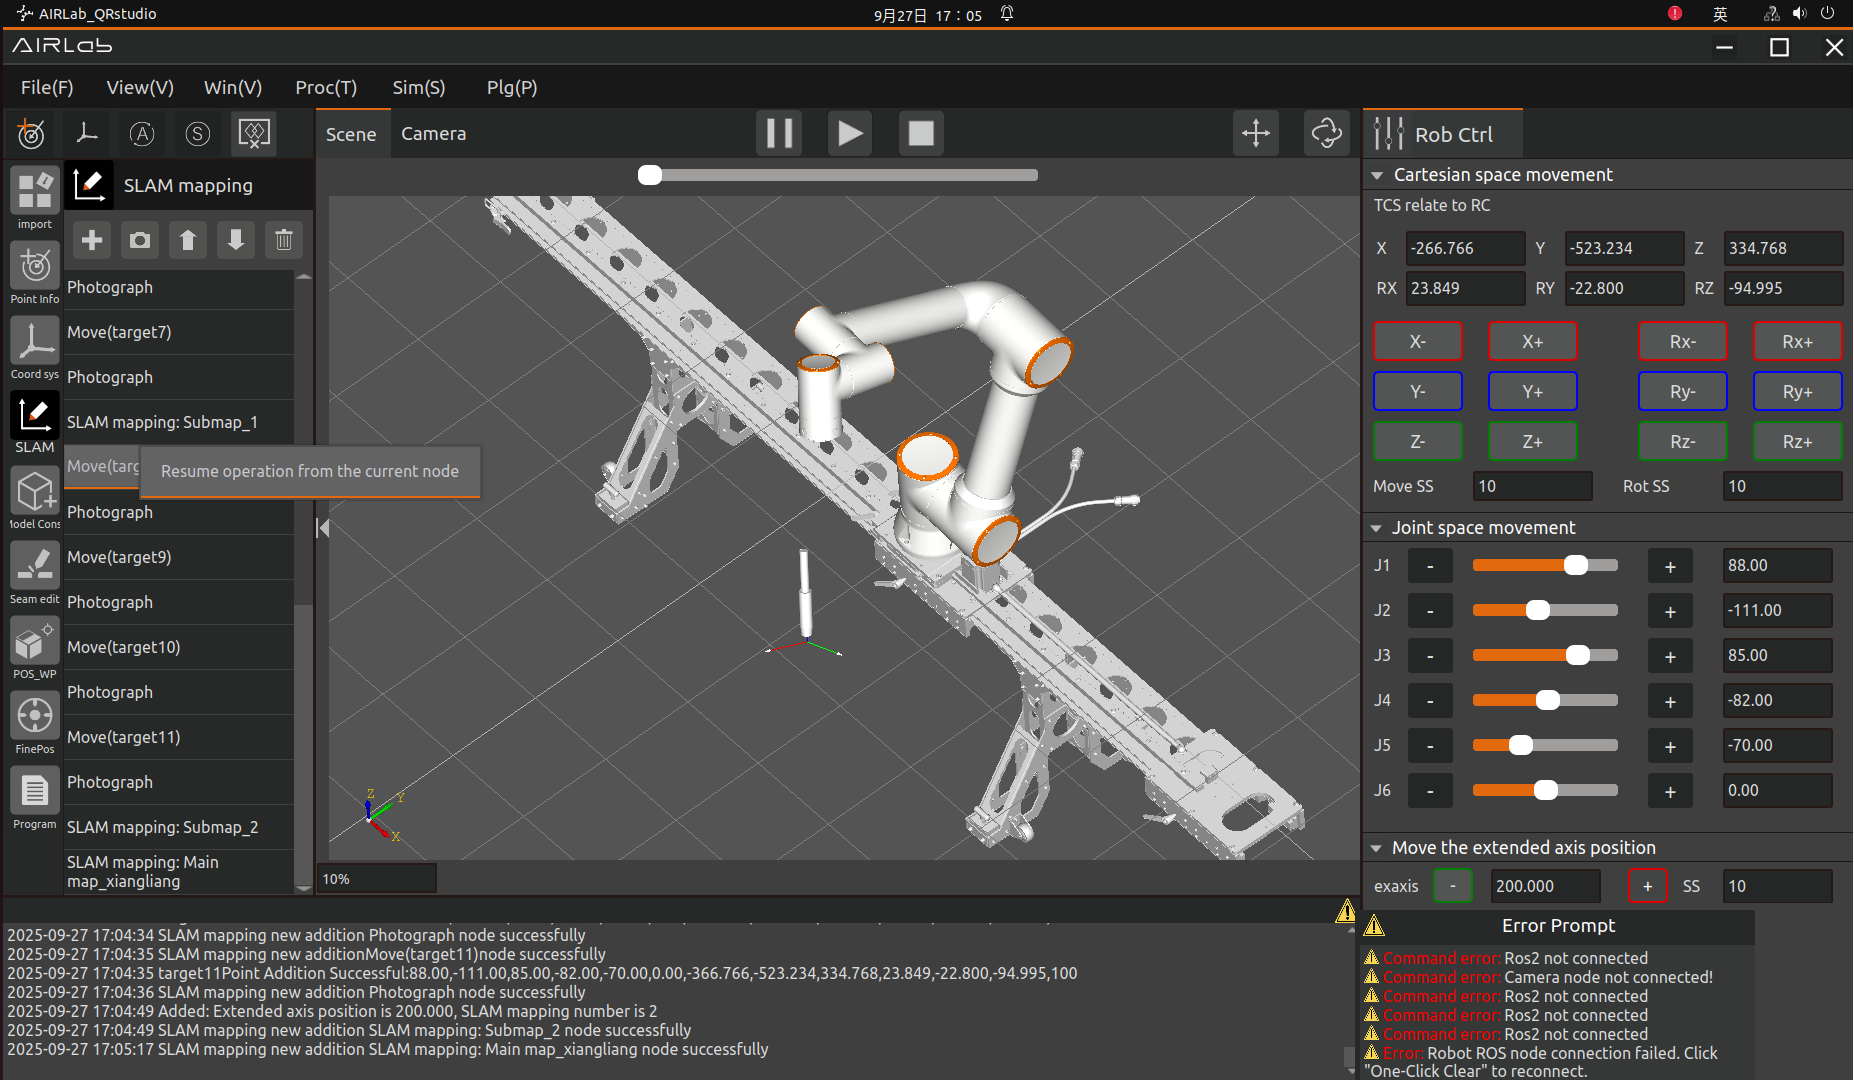 AIRLab_QRstudio
9月27日 17：05
英
AIRLab
File(F) View(V) Win(V) Proc(T) Sim(S) Plg(P)
A S
Scene Camera
Rob Ctrl
SLAM mapping
import
Point Info
Coord sys
SLAM
Model Cons
Seam edit
POS_WP
FinePos
Program
Photograph
Move(target7)
Photograph
SLAM mapping: Submap_1
Move(targ
Resume operation from the current node
Photograph
Move(target9)
Photograph
Move(target10)
Photograph
Move(target11)
Photograph
SLAM mapping: Submap_2
SLAM mapping: Main
map_xiangliang
Z Y X
10%
Cartesian space movement
TCS relate to RC
X -266.766 Y -523.234 Z 334.768
RX 23.849 RY -22.800 RZ -94.995
X- X+ Rx- Rx+
Y- Y+ Ry- Ry+
Z- Z+ Rz- Rz+
Move SS 10 Rot SS 10
Joint space movement
J1 - + 88.00
J2 - + -111.00
J3 - + 85.00
J4 - + -82.00
J5 - + -70.00
J6 - + 0.00
Move the extended axis position
exaxis - 200.000 + SS 10
2025-09-27 17:04:34 SLAM mapping new addition Photograph node successfully
2025-09-27 17:04:35 SLAM mapping new additionMove(target11)node successfully
2025-09-27 17:04:35 target11Point Addition Successful:88.00,-111.00,85.00,-82.00,-70.00,0.00,-366.766,-523.234,334.768,23.849,-22.800,-94.995,100
2025-09-27 17:04:36 SLAM mapping new addition Photograph node successfully
2025-09-27 17:04:49 Added: Extended axis position is 200.000, SLAM mapping number is 2
2025-09-27 17:04:49 SLAM mapping new addition SLAM mapping: Submap_2 node successfully
2025-09-27 17:05:17 SLAM mapping new addition SLAM mapping: Main map_xiangliang node successfully
Error Prompt
Command error: Ros2 not connected
Command error: Camera node not connected!
Command error: Ros2 not connected
Command error: Ros2 not connected
Command error: Ros2 not connected
Error: Robot ROS node connection failed. Click
"One-Click Clear" to reconnect.